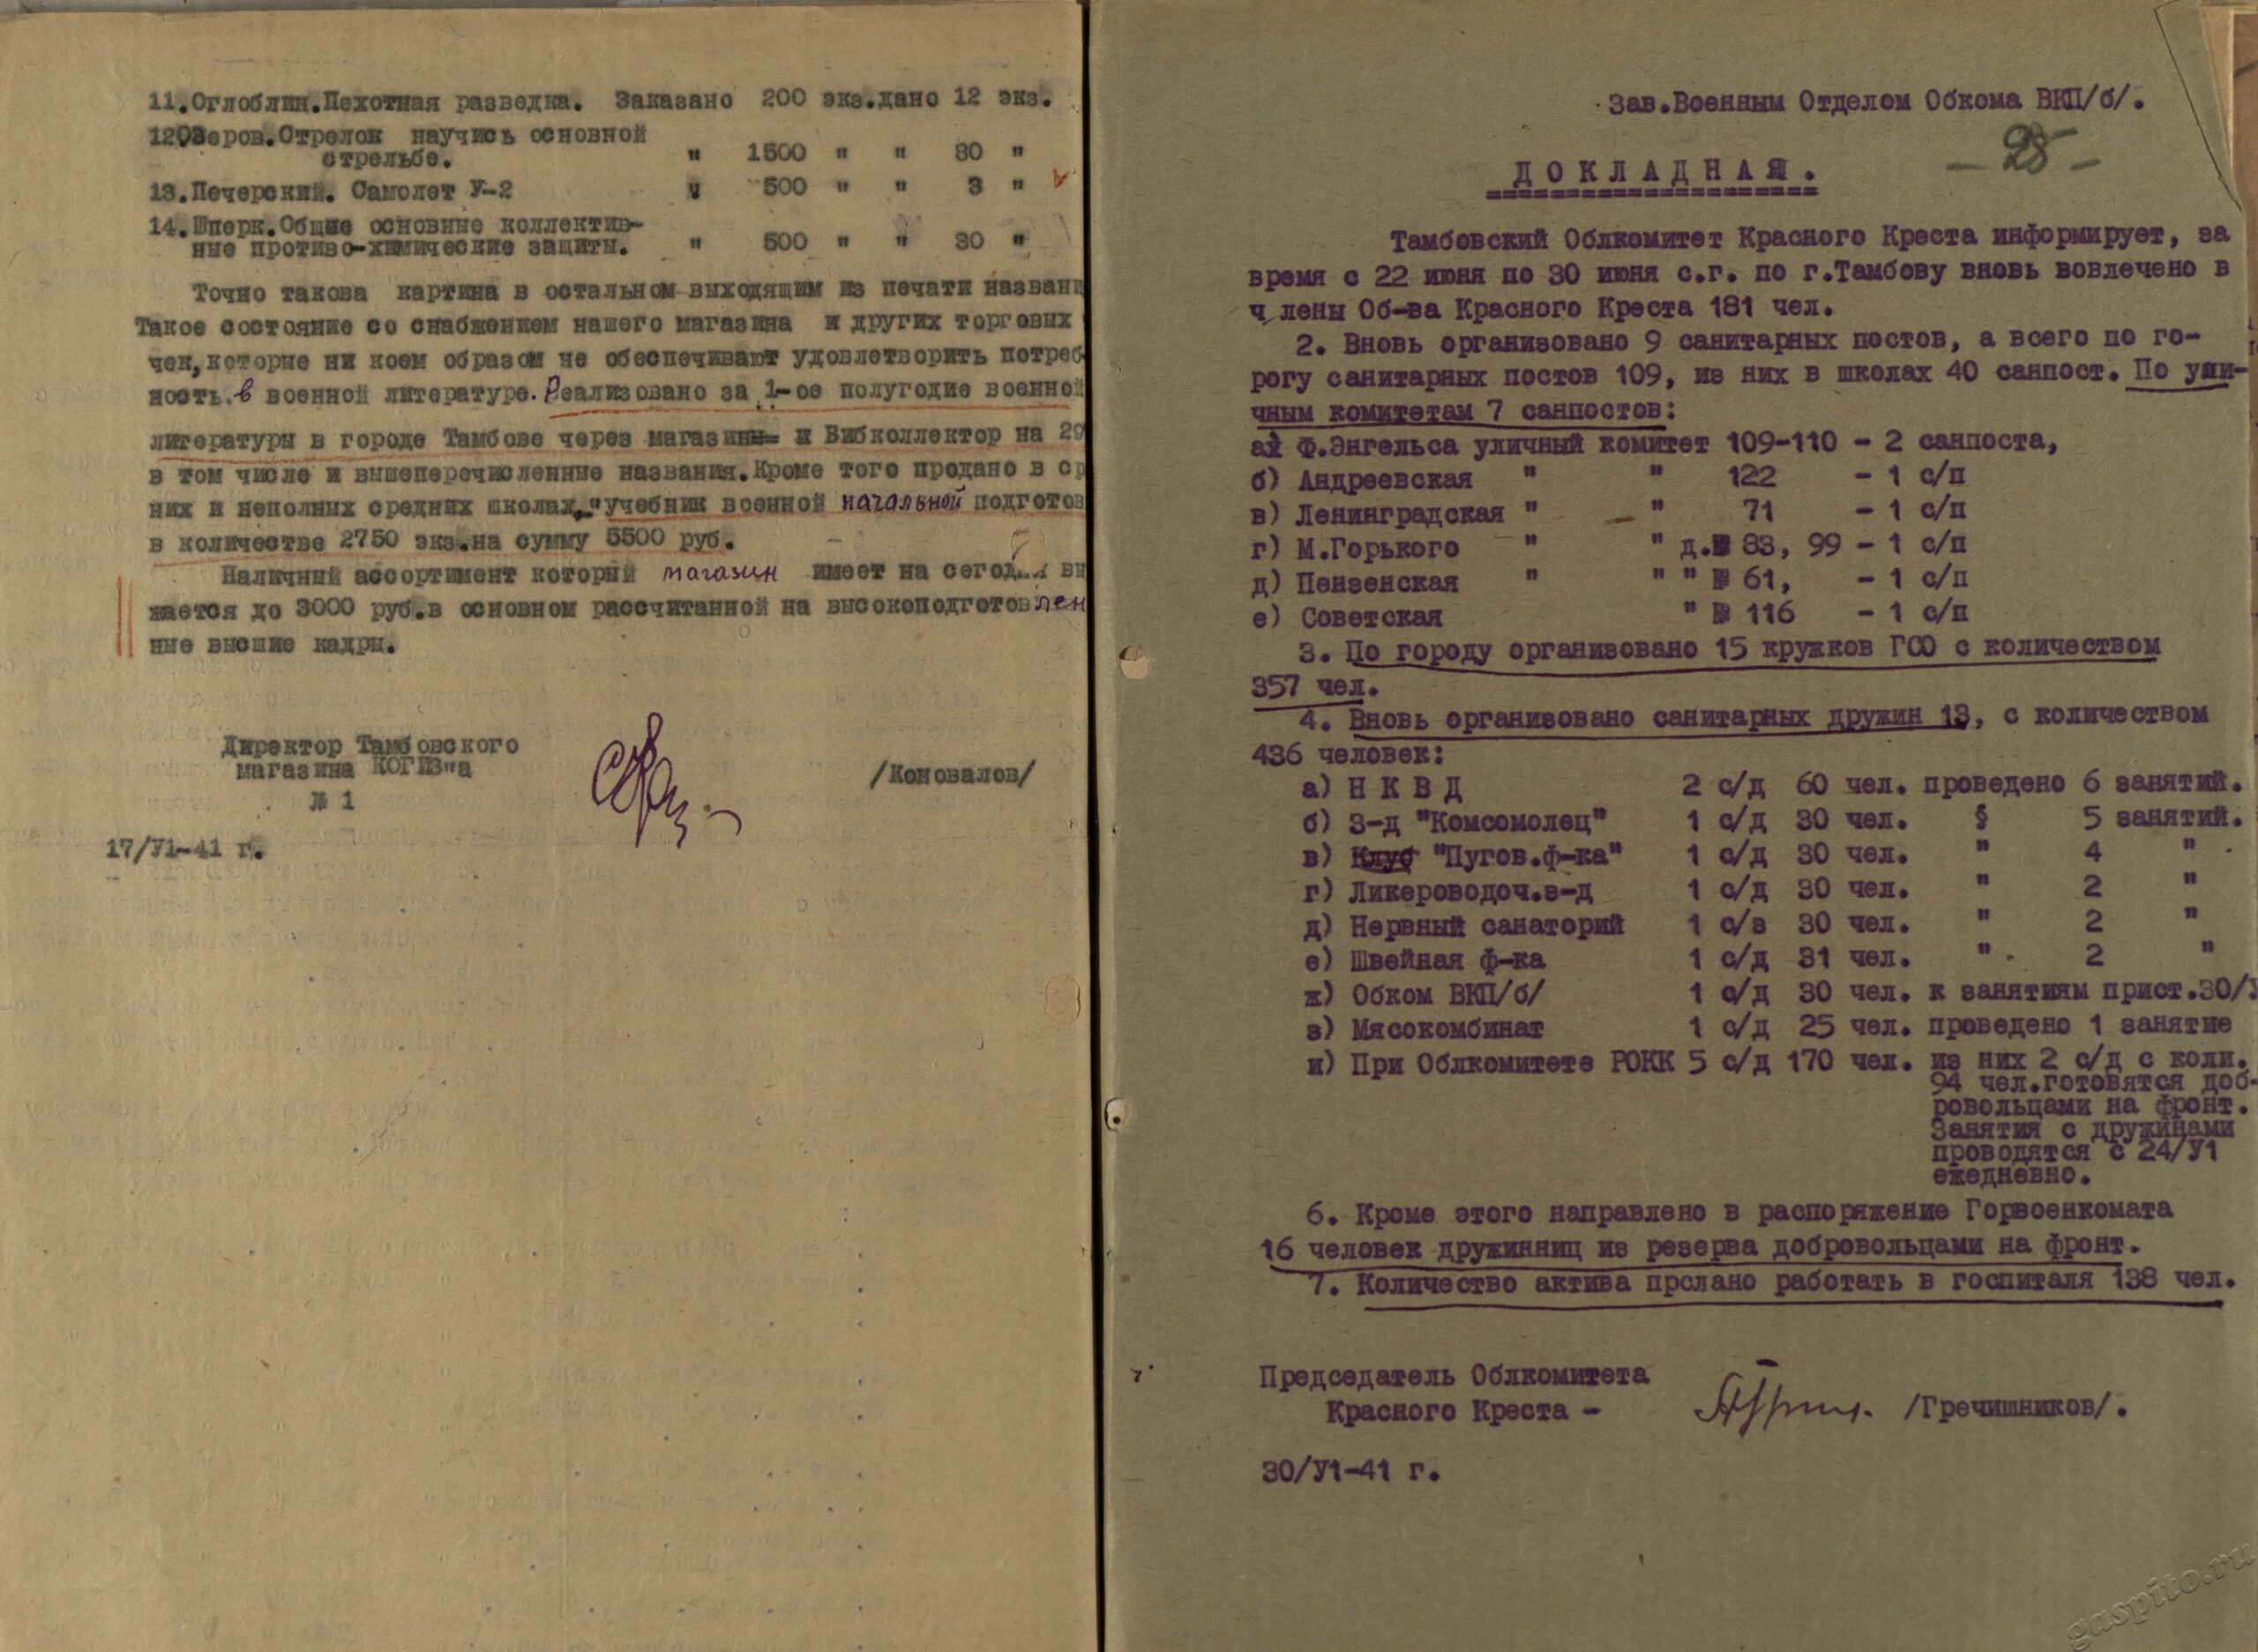 11.Оглоблин.Пехотная разведка. Заказано 200 экз.дано 12 экз.
12Озеров.Стрелок научись основной
стрельбе. " 1500 " " 30 "
13.Печерский. Самолет У-2 " 500 " " 3 "
14.Шперк.Общие основные коллектив-
ные противо-химические защиты. " 500 " " 30 "
Точно такова картина в остальном выходящим из печати назван
Такое состояние со снабжением нашего магазина и других торговых
чек,которые ни коем образом не обеспечивают удовлетворить потреб-
ность в военной литературе. Реализовано за 1-ое полугодие военной
литературы в городе Тамбове через магазины и Бибколлектор на 29
в том числе и вышеперечисленные названия.Кроме того продано в ср
них и неполных средних школах,"учебник военной начальной подготов
в количестве 2750 экз.на сумму 5500 руб.
Наличный ассортимент который магазин имеет на сегодня вы
жается до 3000 руб.в основном рассчитанной на высокоподготовлен
ные высшие кадры.
Директор Тамбовского
магазина КОГИЗ"а
№ 1
/Коновалов/
17/У1-41 г.
Зав.Военным Отделом Обкома ВКП/б/.
- 28 -
ДОКЛАДНАЯ.
Тамбовский Облкомитет Красного Креста информирует, за
время с 22 июня по 30 июня с.г. по г.Тамбову вновь вовлечено в
ч лены Об-ва Красного Креста 181 чел.
2. Вновь организовано 9 санитарных постов, а всего по го-
рогу санитарных постов 109, из них в школах 40 санпост. По ули-
чным комитетам 7 санпостов:
а) Ф.Энгельса уличный комитет 109-110 - 2 санпоста,
б) Андреевская " " 122 - 1 с/п
в) Ленинградская " " 71 - 1 с/п
г) М.Горького " " д.№ 83, 99 - 1 с/п
д) Пензенская " " " № 61, - 1 с/п
е) Советская " № 116 - 1 с/п
3. По городу организовано 15 кружков ГСО с количеством
357 чел.
4. Вновь организовано санитарных дружин 13, с количеством
436 человек:
а) Н К В Д 2 с/д 60 чел. проведено 6 занятий.
б) З-д "Комсомолец" 1 с/д 30 чел. § 5 занятий.
в) Клуб "Пугов.ф-ка" 1 с/д 30 чел. " 4 "
г) Ликероводоч.з-д 1 с/д 30 чел. " 2 "
д) Нервный санаторий 1 с/з 30 чел. " 2 "
е) Швейная ф-ка 1 с/д 31 чел. " 2 "
ж) Обком ВКП/б/ 1 с/д 30 чел. к занятиям прист.30/У
з) Мясокомбинат 1 с/д 25 чел. проведено 1 занятие
и) При Облкомитете РОКК 5 с/д 170 чел. из них 2 с/д с коли.
94 чел.готовятся доб-
ровольцами на фронт.
Занятия с дружинами
проводятся с 24/У1
ежедневно.
6. Кроме этого направлено в распоряжение Горвоенкомата
16 человек дружинниц из резерва добровольцами на фронт.
7. Количество актива прслано работать в госпиталя 138 чел.
Председатель Облкомитета
Красного Креста - /Гречишников/.
30/У1-41 г.
gaspito.ru